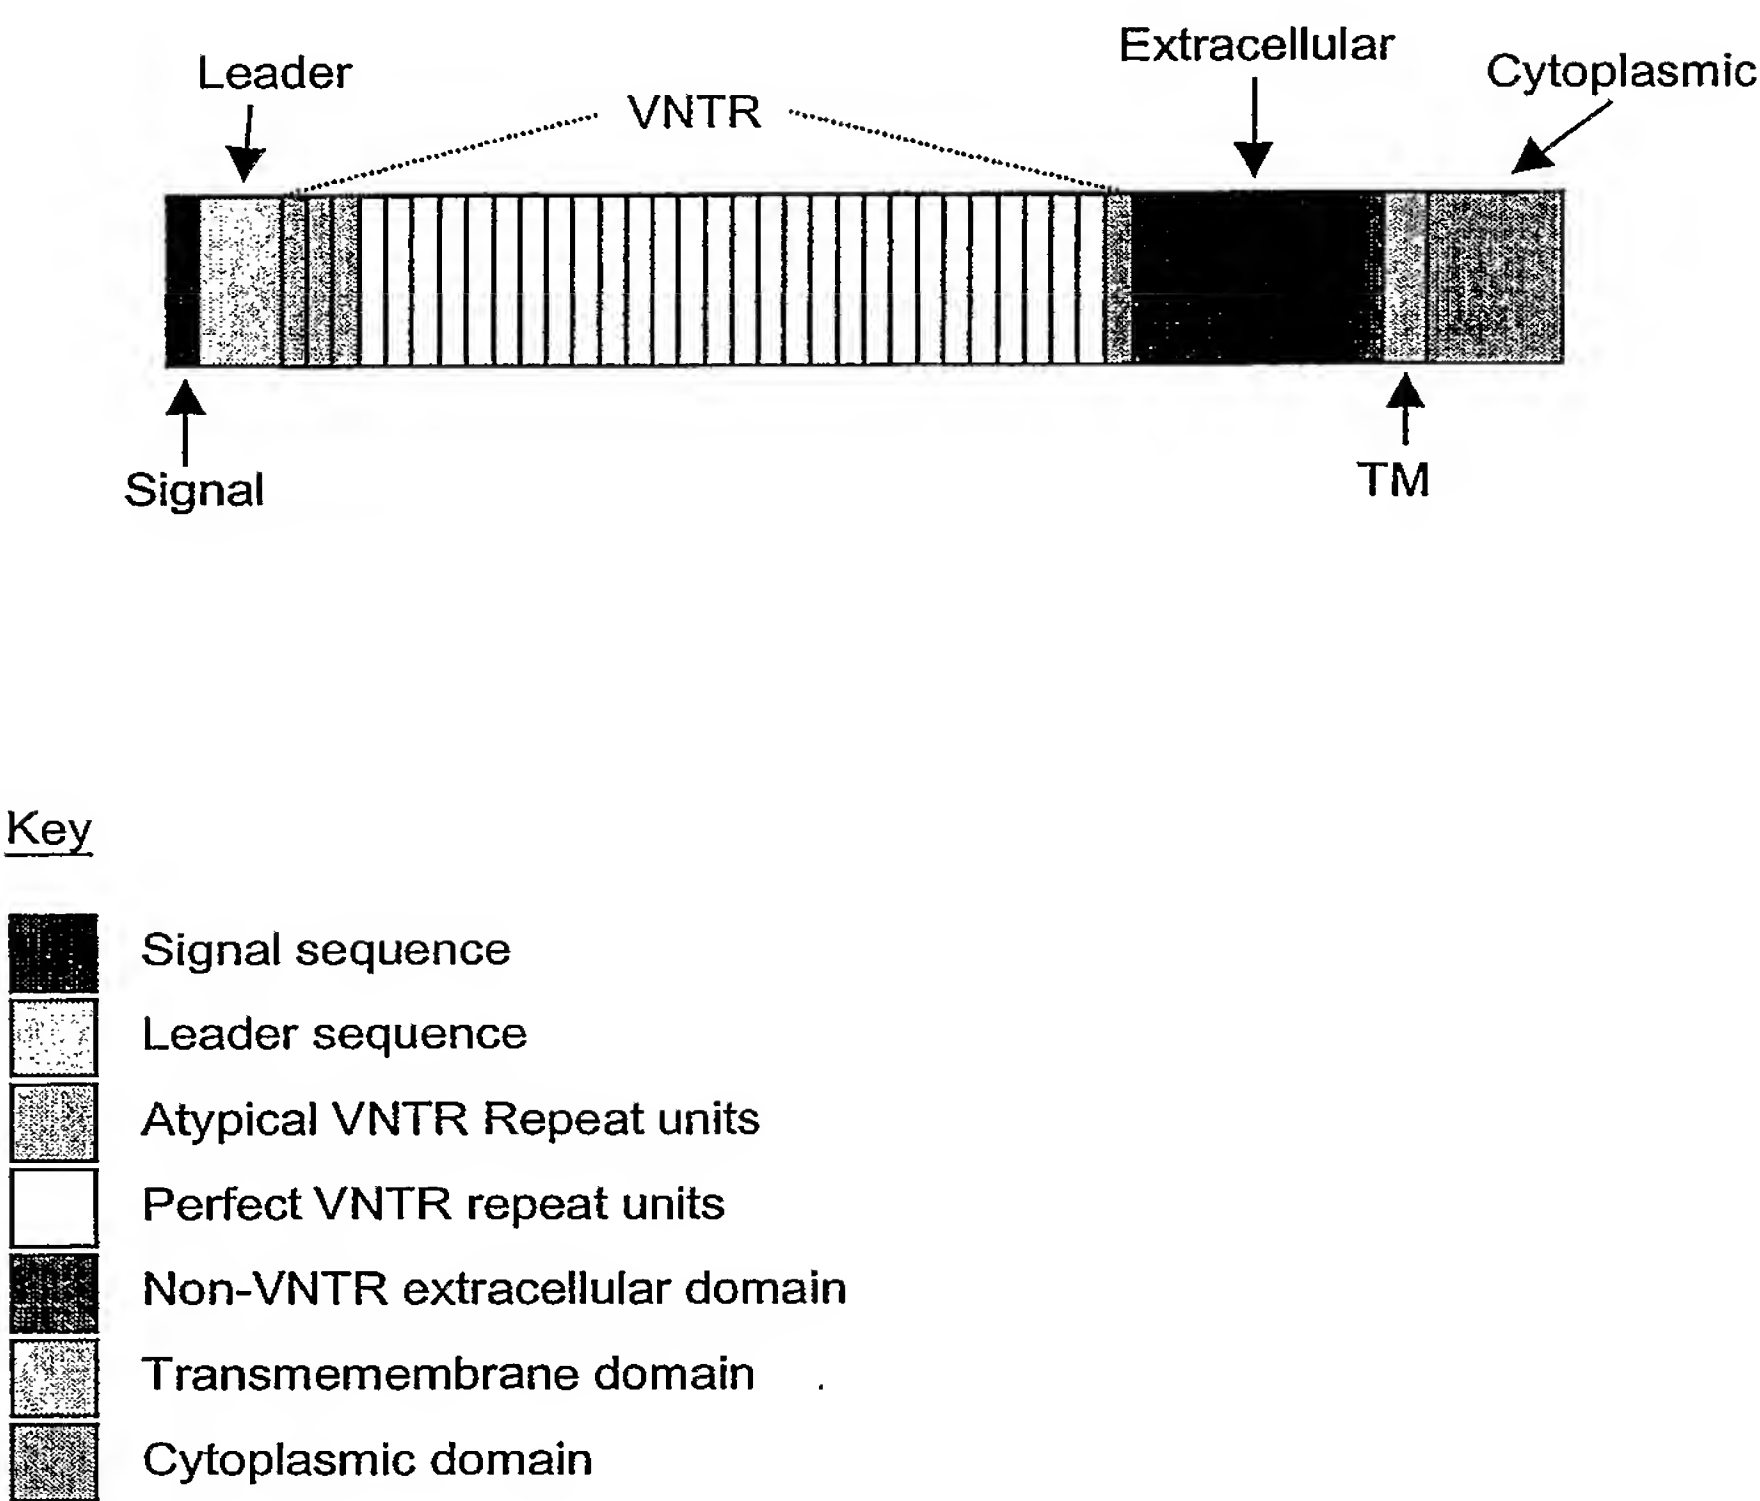 Extracellular
Leader
Cytoplasmic
VNTR
Signal
TM
Key
Signal sequence
Leader sequence
Atypical VNTR Repeat units
Perfect VNTR repeat units
Non-VNTR extracellular domain
Transmemembrane domain
Cytoplasmic domain